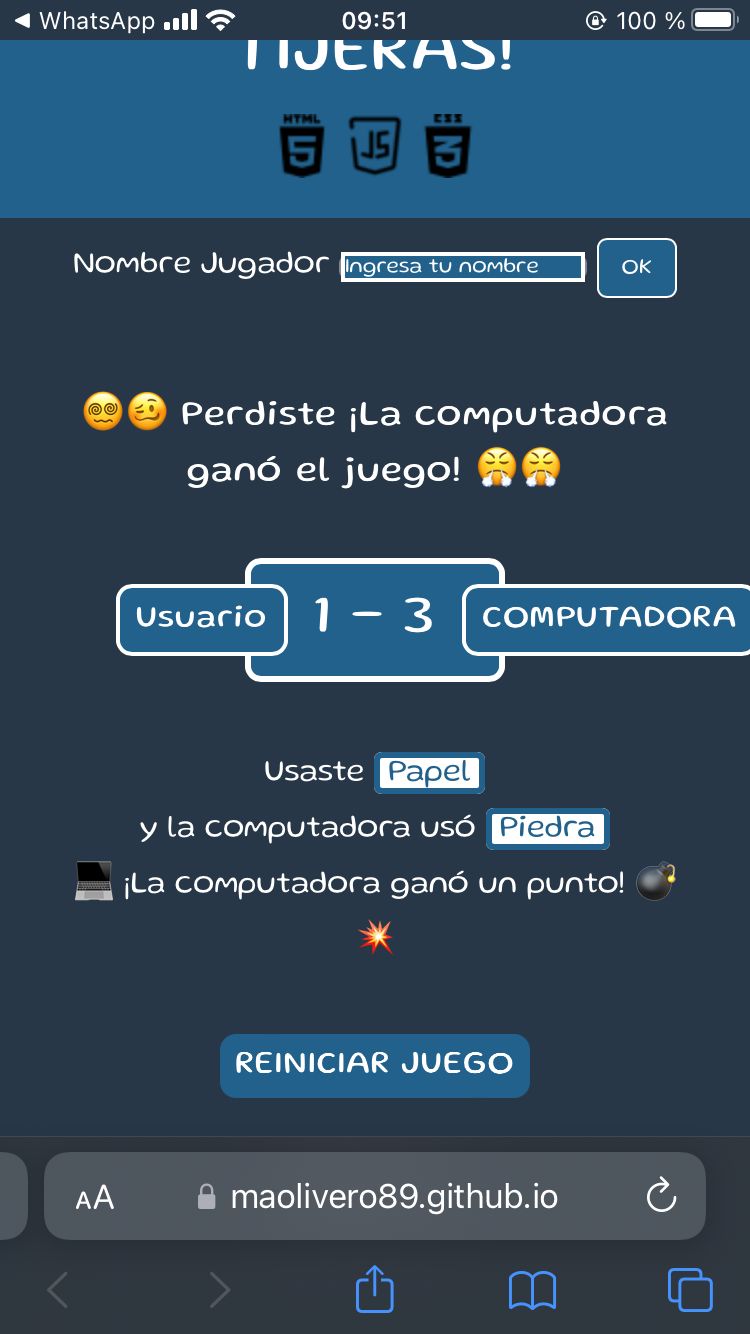 WhatsApp 09:51 100 %
TIJERAS!
HTML 5 JS CSS 3
Nombre Jugador Ingresa tu nombre OK
Perdiste ¡La computadora
ganó el juego!
Usuario 1 - 3 COMPUTADORA
Usaste Papel
y la computadora usó Piedra
¡La computadora ganó un punto!
REINICIAR JUEGO
AA maolivero89.github.io